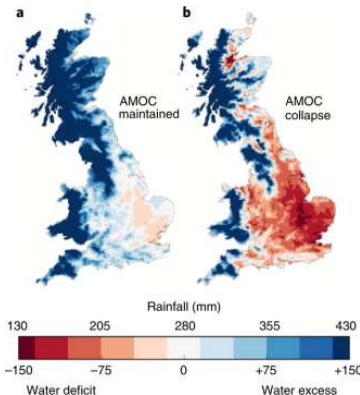 a
b
AMOC
maintained
AMOC
collapse
Rainfall (mm)
130 205 280 355 430
−150 −75 0 +75 +150
Water deficit Water excess